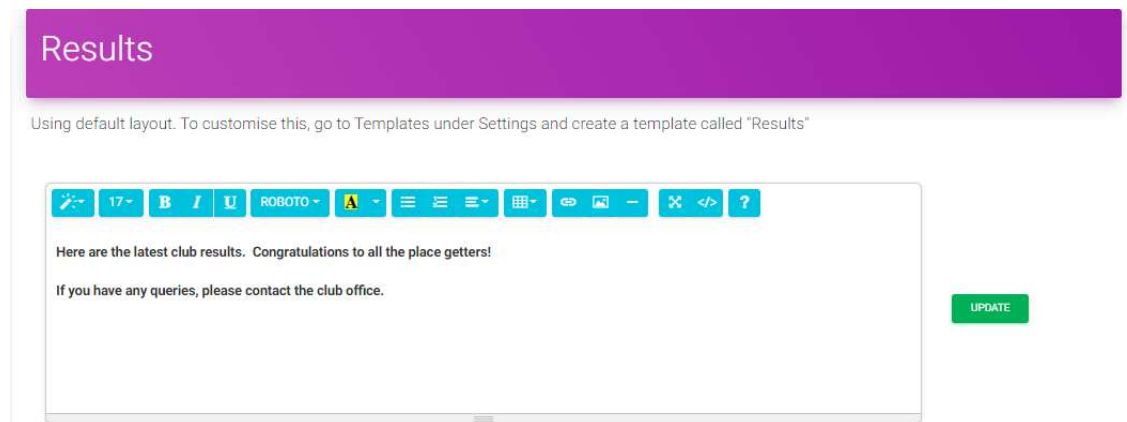 Results
Using default layout. To customise this, go to Templates under Settings and create a template called "Results"
17 B I U ROBOTO A </> ?
Here are the latest club results.  Congratulations to all the place getters!
If you have any queries, please contact the club office.
UPDATE